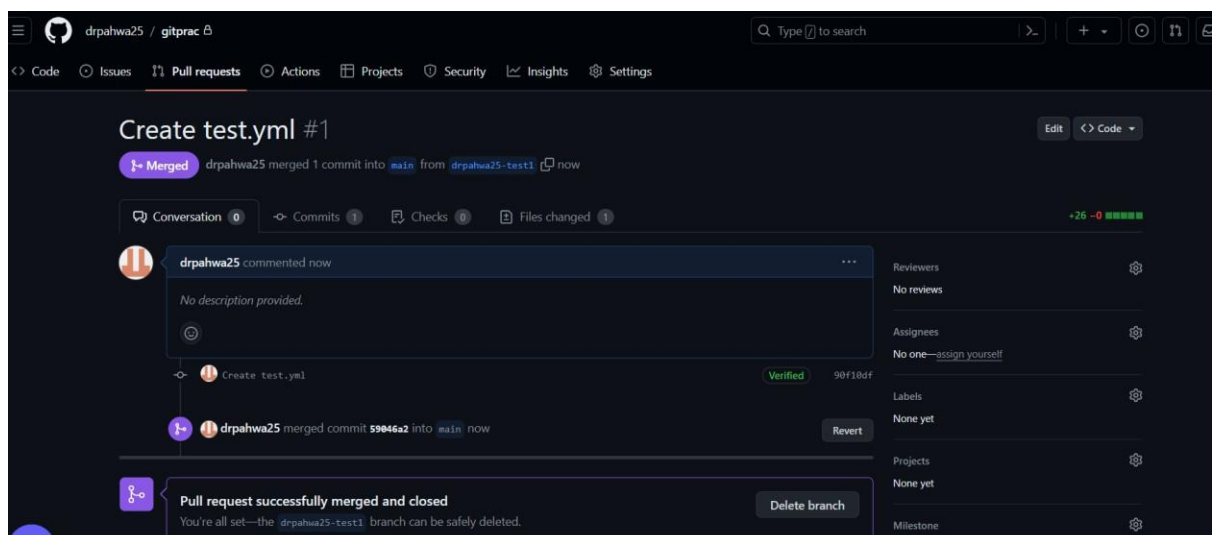 drpahwa25 / gitprac
Type / to search
Code Issues Pull requests Actions Projects Security Insights Settings
Create test.yml #1
Edit <> Code
Merged drpahwa25 merged 1 commit into main from drpahwa25-test1 now
Conversation 0 Commits 1 Checks 0 Files changed 1
+26 −0
drpahwa25 commented now
No description provided.
Create test.yml Verified 90f10df
drpahwa25 merged commit 59046a2 into main now
Revert
Pull request successfully merged and closed
You're all set—the drpahwa25-test1 branch can be safely deleted.
Delete branch
Reviewers
No reviews
Assignees
No one—assign yourself
Labels
None yet
Projects
None yet
Milestone